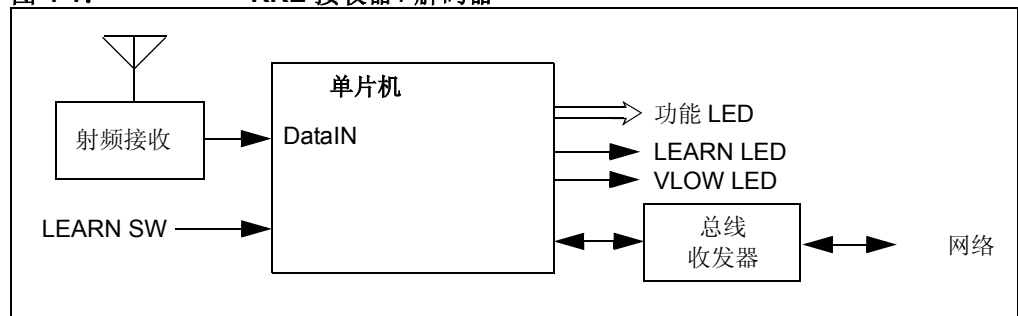 单片机
射频接收
DataIN
功能 LED
LEARN LED
VLOW LED
LEARN SW
总线
收发器
网络